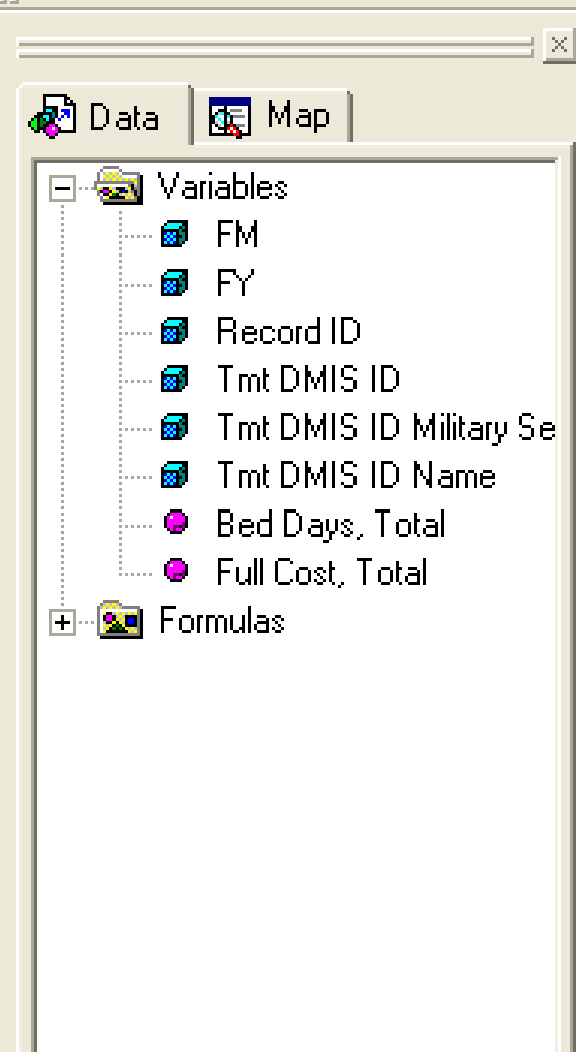 Data
Map
Variables
FM
FY
Record ID
Tmt DMIS ID
Tmt DMIS ID Military Se
Tmt DMIS ID Name
Bed Days, Total
Full Cost, Total
Formulas